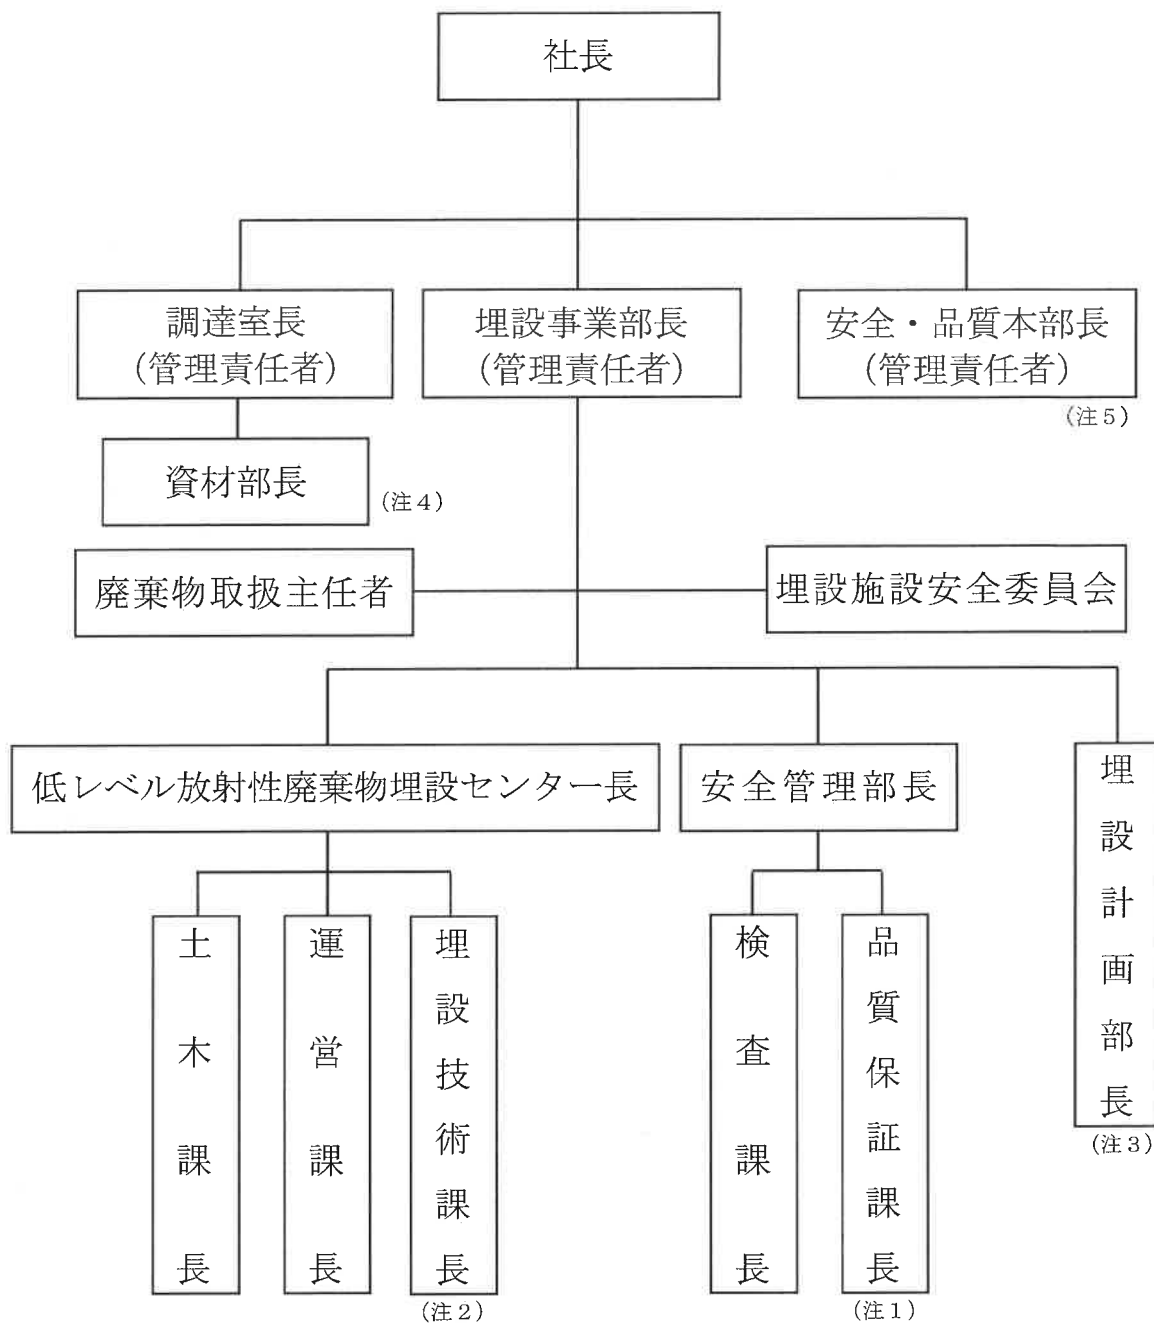 社長
調達室長
(管理責任者)
埋設事業部長
(管理責任者)
安全・品質本部長
(管理責任者)
(注5)
資材部長
(注4)
廃棄物取扱主任者
埋設施設安全委員会
低レベル放射性廃棄物埋設センター長
安全管理部長
埋設計画部長
(注3)
土木課長
運営課長
埋設技術課長
(注2)
検査課長
品質保証課長
(注1)